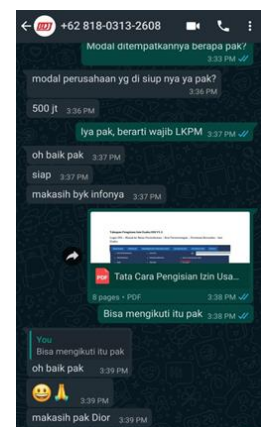 +62 818-0313-2608
Modal ditempatkannya berapa pak?
3:33 PM
modal perusahaan yg di siup nya ya pak?
3:36 PM
500 jt 3:36 PM
Iya pak, berarti wajib LKPM 3:37 PM
oh baik pak 3:37 PM
siap 3:37 PM
makasih byk infonya 3:37 PM
PDF Tata Cara Pengisian Izin Usa...
8 pages • PDF 3:38 PM
Bisa mengikuti itu pak 3:38 PM
You
Bisa mengikuti itu pak
oh baik pak 3:39 PM
3:39 PM
makasih pak Dior 3:39 PM